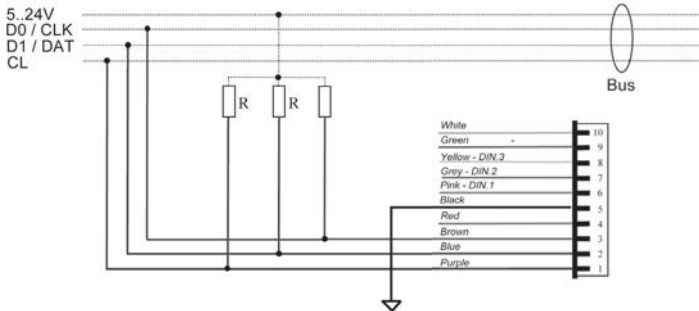 5..24V
D0 / CLK
D1 / DAT
CL
Bus
R R
White 10
Green 9
Yellow - DIN.3 8
Grey - DIN.2 7
Pink - DIN.1 6
Black 5
Red 4
Brown 3
Blue 2
Purple 1